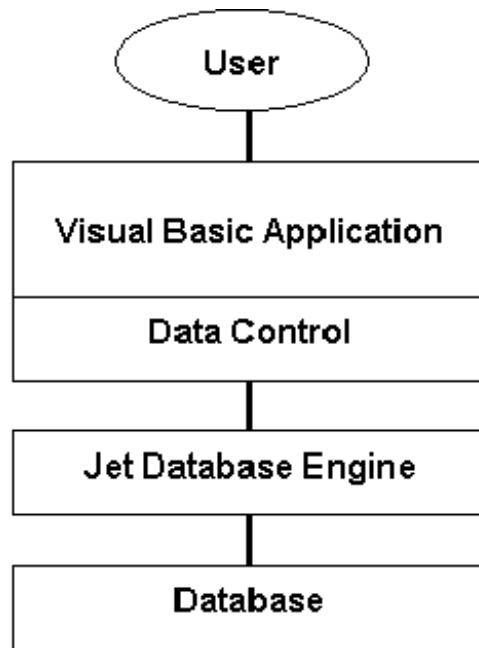 User
Visual Basic Application
Data Control
Jet Database Engine
Database